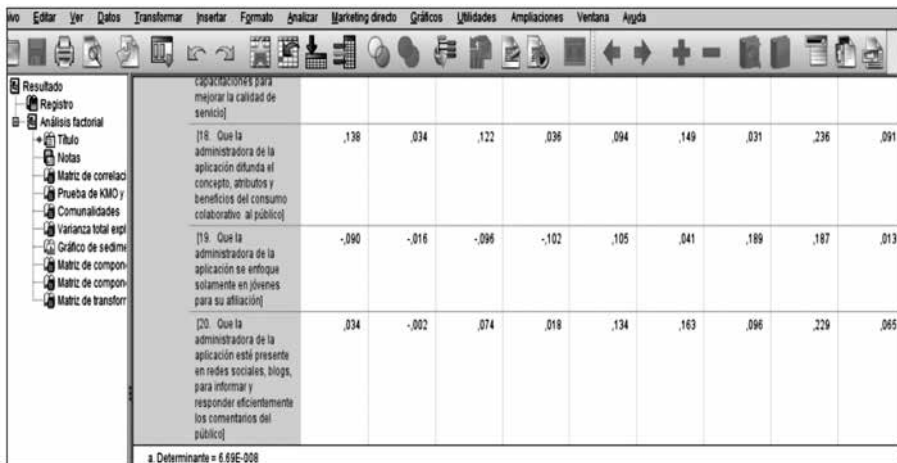 ivo Editar Ver Datos Transformar Insertar Formato Analizar Marketing directo Gráficos Utilidades Ampliaciones Ventana Ayuda
Resultado
Registro
Análisis factorial
Título
Notas
Matriz de correlaci
Prueba de KMO y
Comunalidades
Varianza total expl
Gráfico de sedime
Matriz de compon
Matriz de compon
Matriz de transform
capacitaciones para
mejorar la calidad de
servicio]
[18. Que la ,138 ,034 ,122 ,036 ,094 ,149 ,031 ,236 ,091
administradora de la
aplicación difunda el
concepto, atributos y
beneficios del consumo
colaborativo al público]
[19. Que la -,090 -,016 -,096 -,102 ,105 ,041 ,189 ,187 ,013
administradora de la
aplicación se enfoque
solamente en jóvenes
para su afiliación]
[20. Que la ,034 -,002 ,074 ,018 ,134 ,163 ,096 ,229 ,065
administradora de la
aplicación esté presente
en redes sociales, blogs,
para informar y
responder eficientemente
los comentarios del
público]
a. Determinante = 6,69E-008